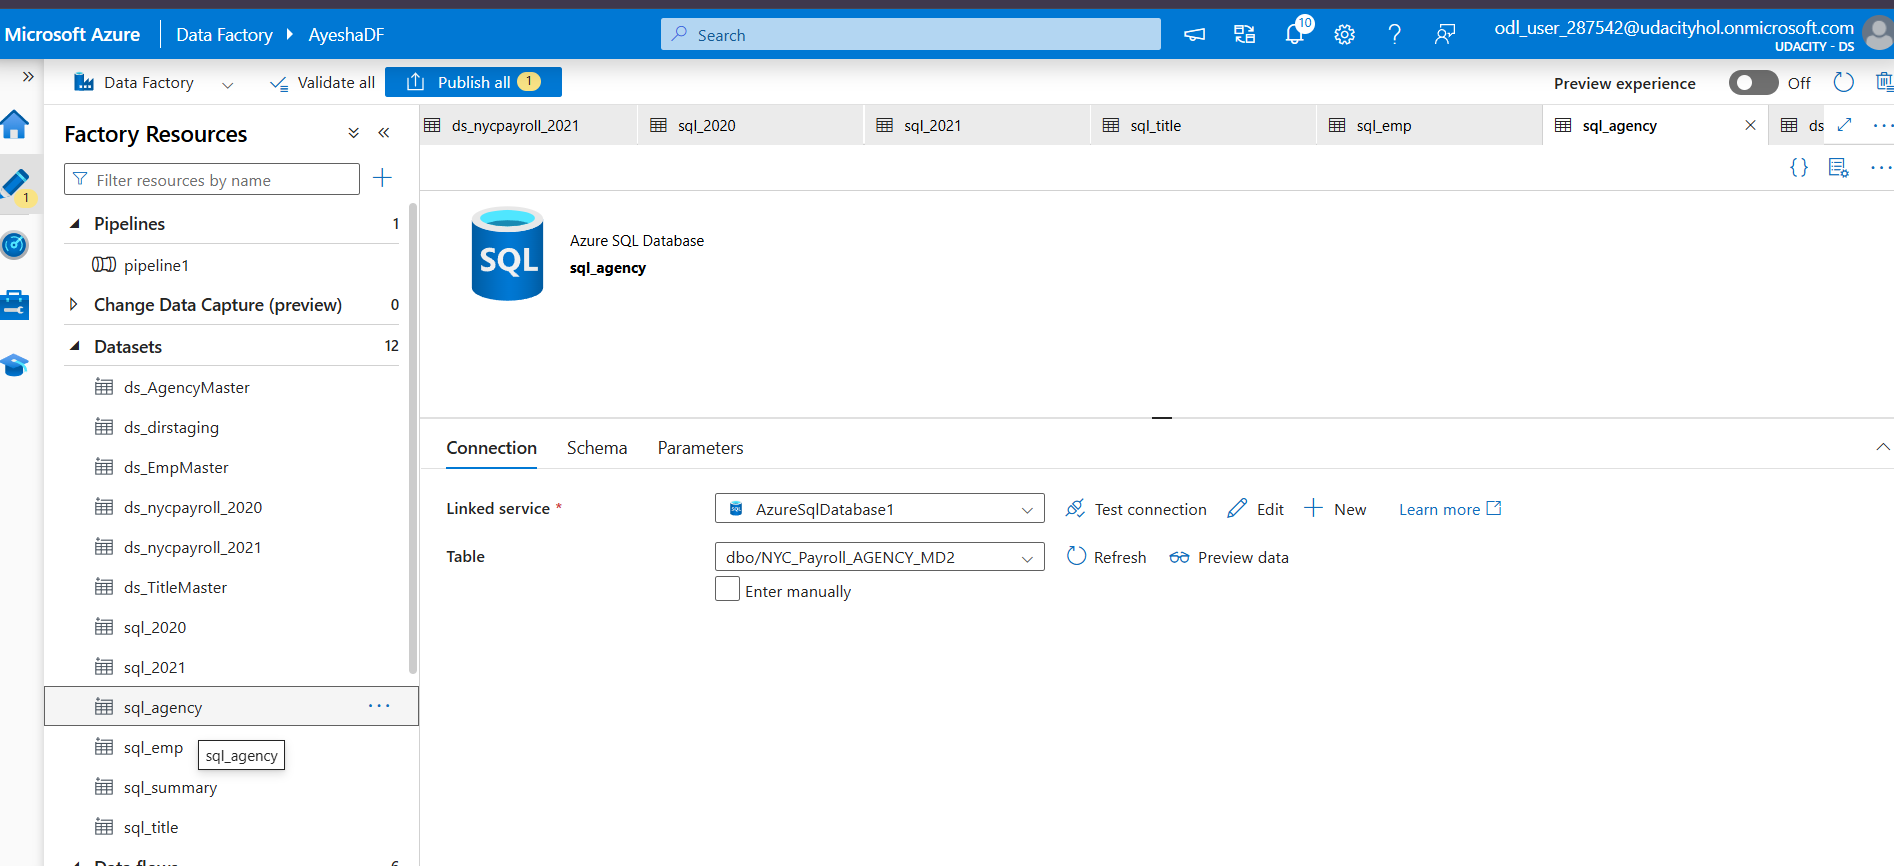 Microsoft Azure
Data Factory
AyeshaDF
Search
10
odl_user_287542@udacityhol.onmicrosoft.com
UDACITY - DS
Data Factory
Validate all
Publish all 1
Preview experience
Off
1
Factory Resources
Filter resources by name
Pipelines 1
pipeline1
Change Data Capture (preview) 0
Datasets 12
ds_AgencyMaster
ds_dirstaging
ds_EmpMaster
ds_nycpayroll_2020
ds_nycpayroll_2021
ds_TitleMaster
sql_2020
sql_2021
sql_agency
sql_emp
sql_agency
sql_summary
sql_title
Data flows 6
ds_nycpayroll_2021
sql_2020
sql_2021
sql_title
sql_emp
sql_agency
ds
SQL
Azure SQL Database
sql_agency
Connection
Schema
Parameters
Linked service *
AzureSqlDatabase1
Test connection
Edit
New
Learn more
Table
dbo/NYC_Payroll_AGENCY_MD2
Refresh
Preview data
Enter manually